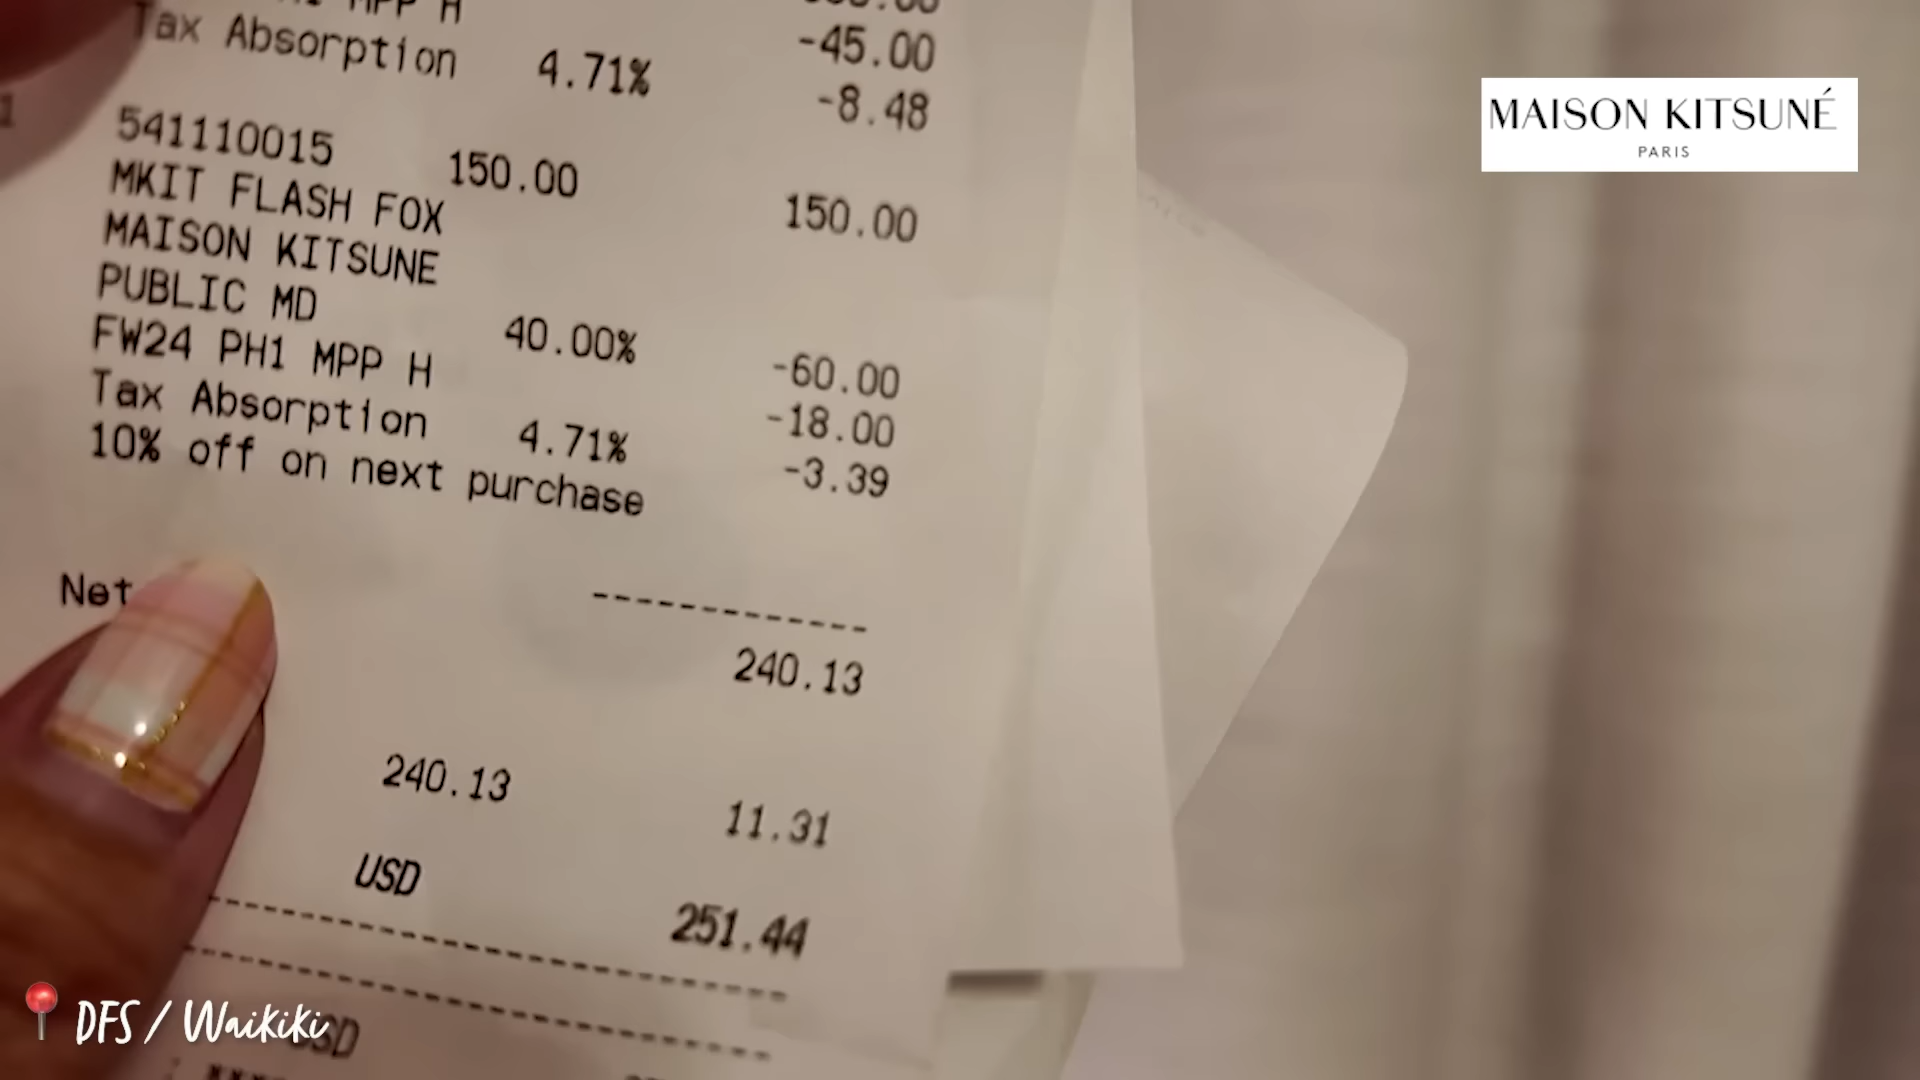 MPP H
-45.00
Tax Absorption 4.71% -8.48
541110015 150.00 150.00
MKIT FLASH FOX
MAISON KITSUNE
PUBLIC MD 40.00% -60.00
FW24 PH1 MPP H -18.00
Tax Absorption 4.71% -3.39
10% off on next purchase
Net 240.13
240.13 11.31
USD 251.44
MAISON KITSUNÉ
PARIS
DFS / Waikiki